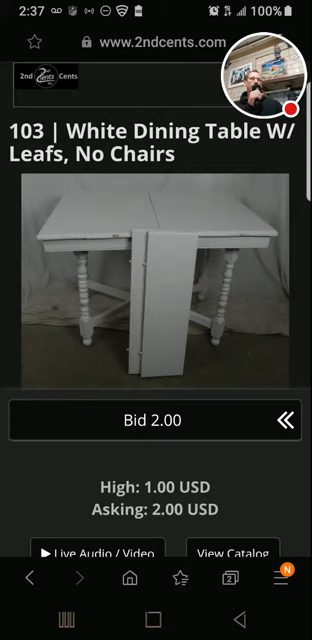 2:37
100%
www.2ndcents.com
2nd Cents
103 | White Dining Table W/
Leafs, No Chairs
Bid 2.00
High: 1.00 USD
Asking: 2.00 USD
Live Audio / Video
View Catalog
2
N